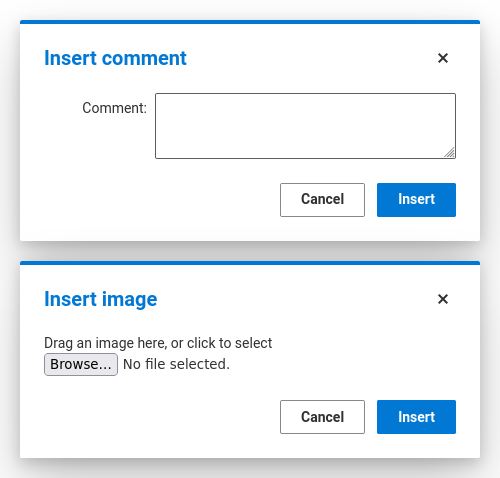 Insert comment ×
Comment:
Cancel Insert
Insert image ×
Drag an image here, or click to select
Browse... No file selected.
Cancel Insert